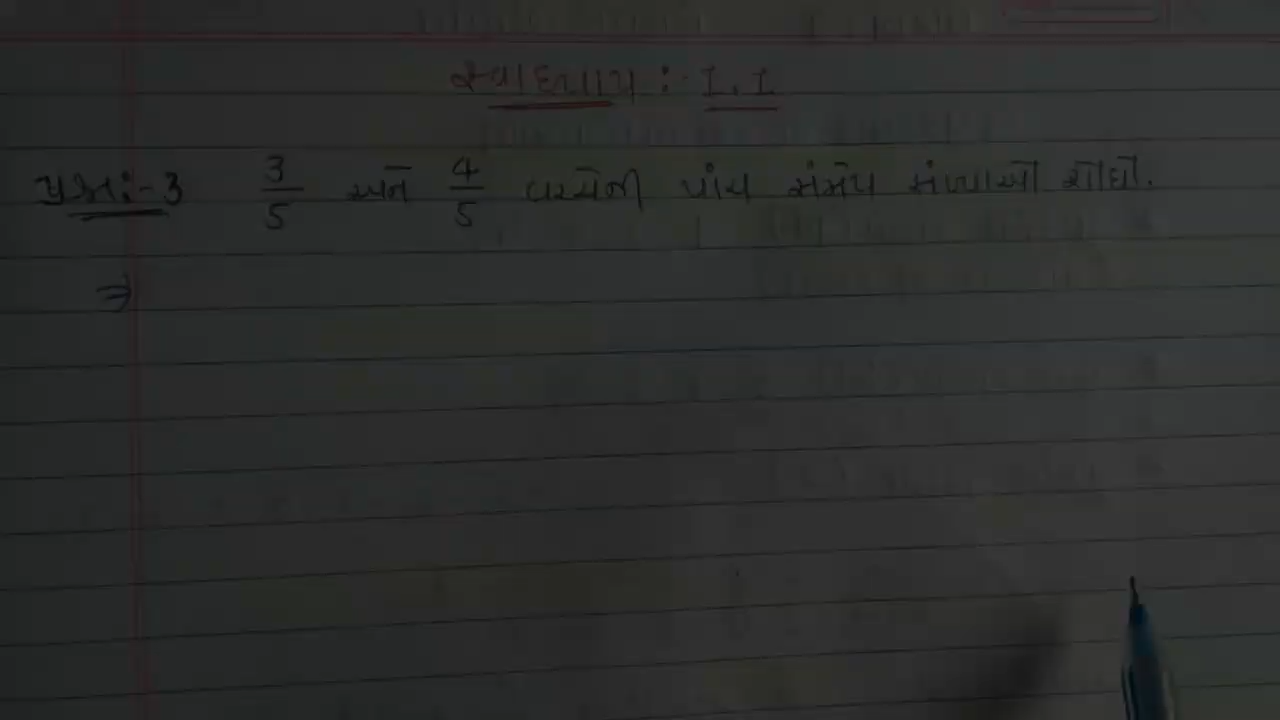 સ્વાધ્યાય :- 1.1
પ્રશ્ન:-3 3/5 અને 4/5 વચ્ચેની પાંચ સંમેય સંખ્યાઓ શોધો.
⇒